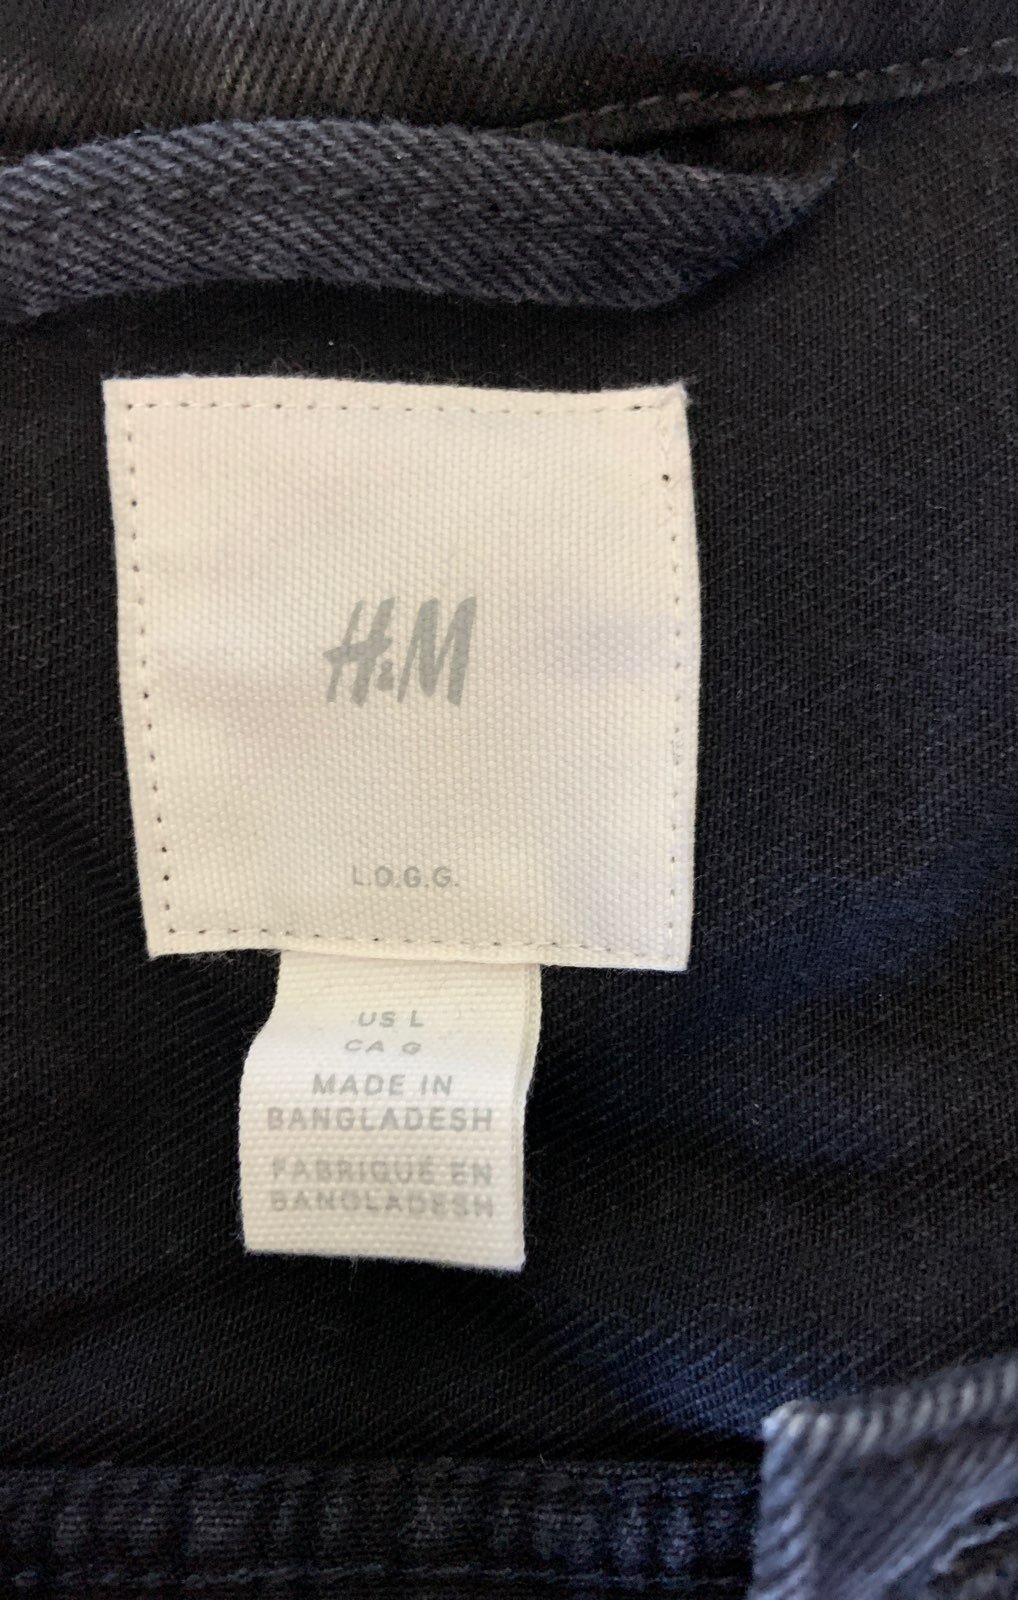 H&M
L.O.G.G.
US L
CA G
MADE IN
BANGLADESH
FABRIQUÉ EN
BANGLADESH